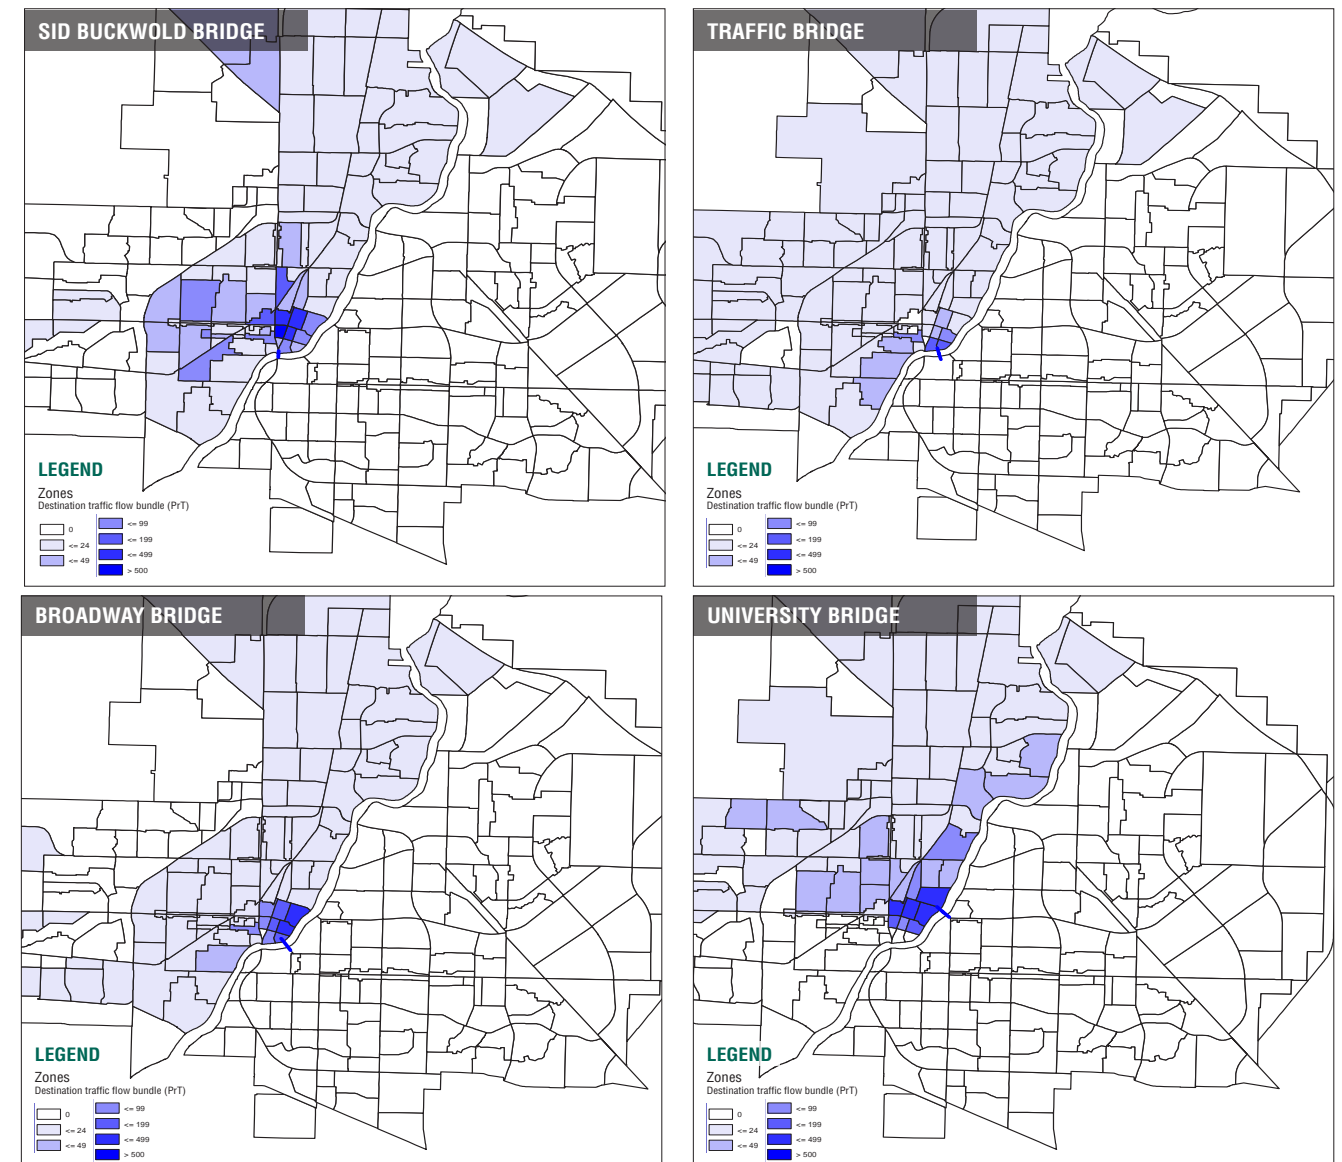 SID BUCKWOLD BRIDGE
LEGEND
Zones
Destination traffic flow bundle (PrT)
0
<= 24
<= 49
<= 99
<= 199
<= 499
> 500
TRAFFIC BRIDGE
LEGEND
Zones
Destination traffic flow bundle (PrT)
0
<= 24
<= 49
<= 99
<= 199
<= 499
> 500
BROADWAY BRIDGE
LEGEND
Zones
Destination traffic flow bundle (PrT)
0
<= 24
<= 49
<= 99
<= 199
<= 499
> 500
UNIVERSITY BRIDGE
LEGEND
Zones
Destination traffic flow bundle (PrT)
0
<= 24
<= 49
<= 99
<= 199
<= 499
> 500